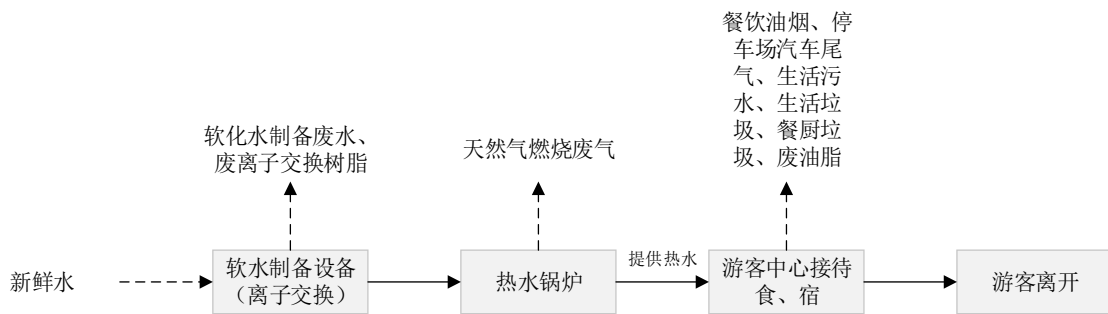 餐饮油烟、停
车场汽车尾
气、生活污
水、生活垃
圾、餐厨垃
圾、废油脂
软化水制备废水、
废离子交换树脂
天然气燃烧废气
新鲜水
软水制备设备
（离子交换）
热水锅炉
提供热水
游客中心接待
食、宿
游客离开